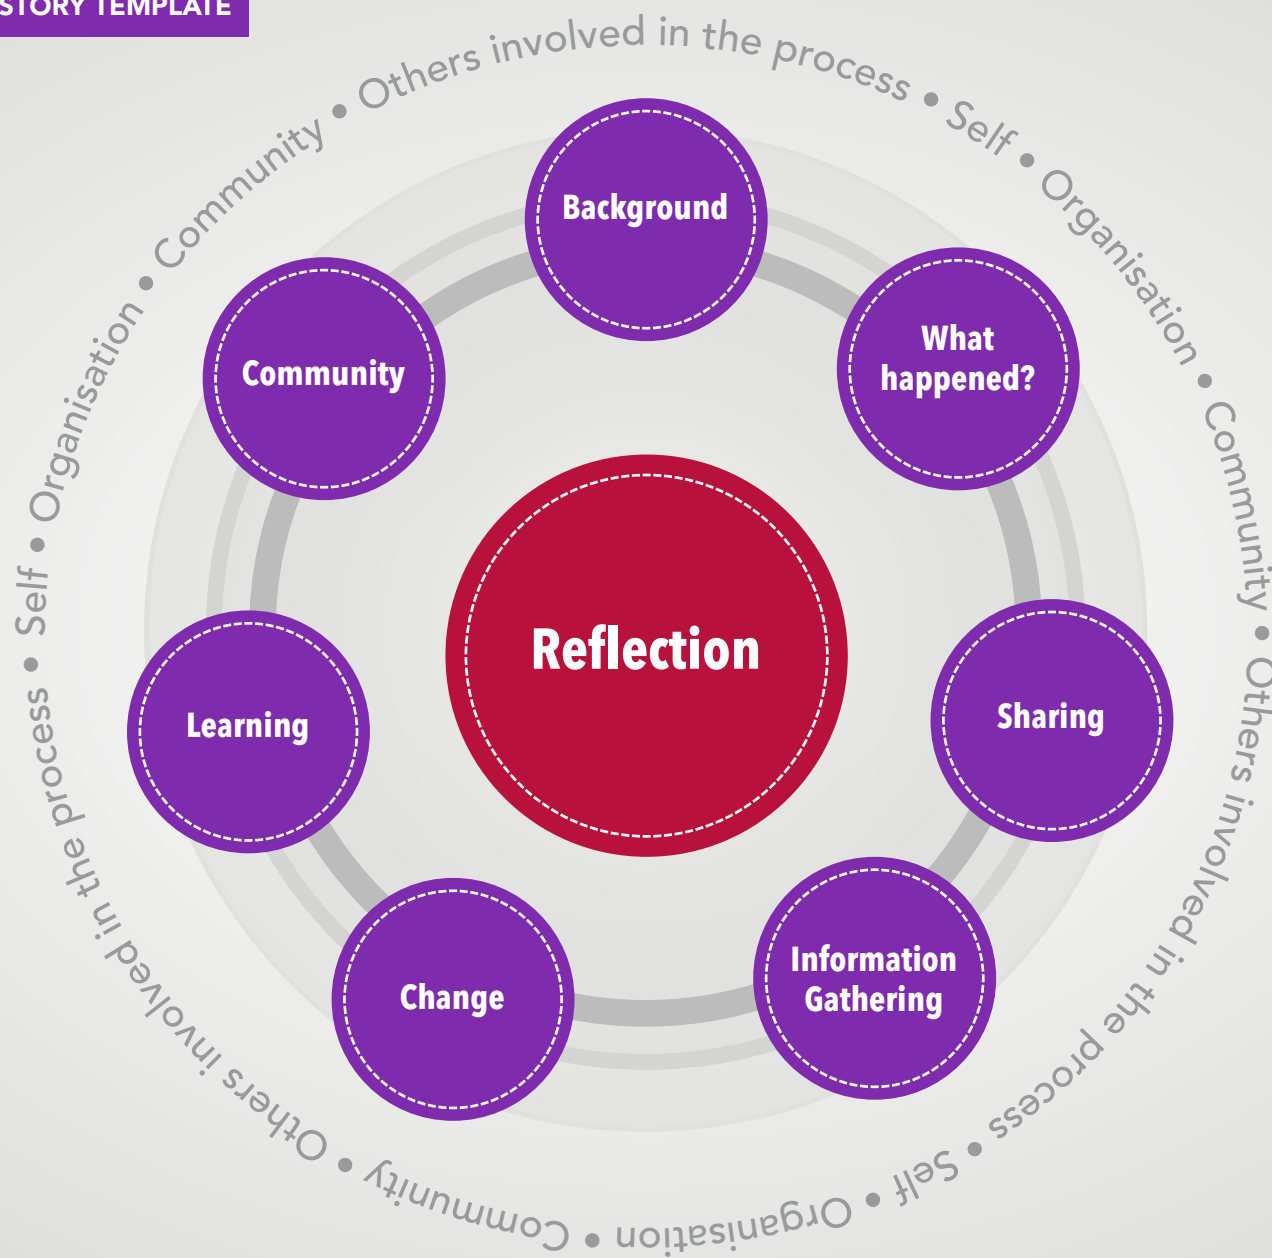 STORY TEMPLATE
Others involved in the process • Self • Organisation • Community • Others involved in the process • Self • Organisation • Community • Others involved in the process • Self • Organisation • Community •
Background
What
happened?
Sharing
Information
Gathering
Change
Learning
Community
Reflection